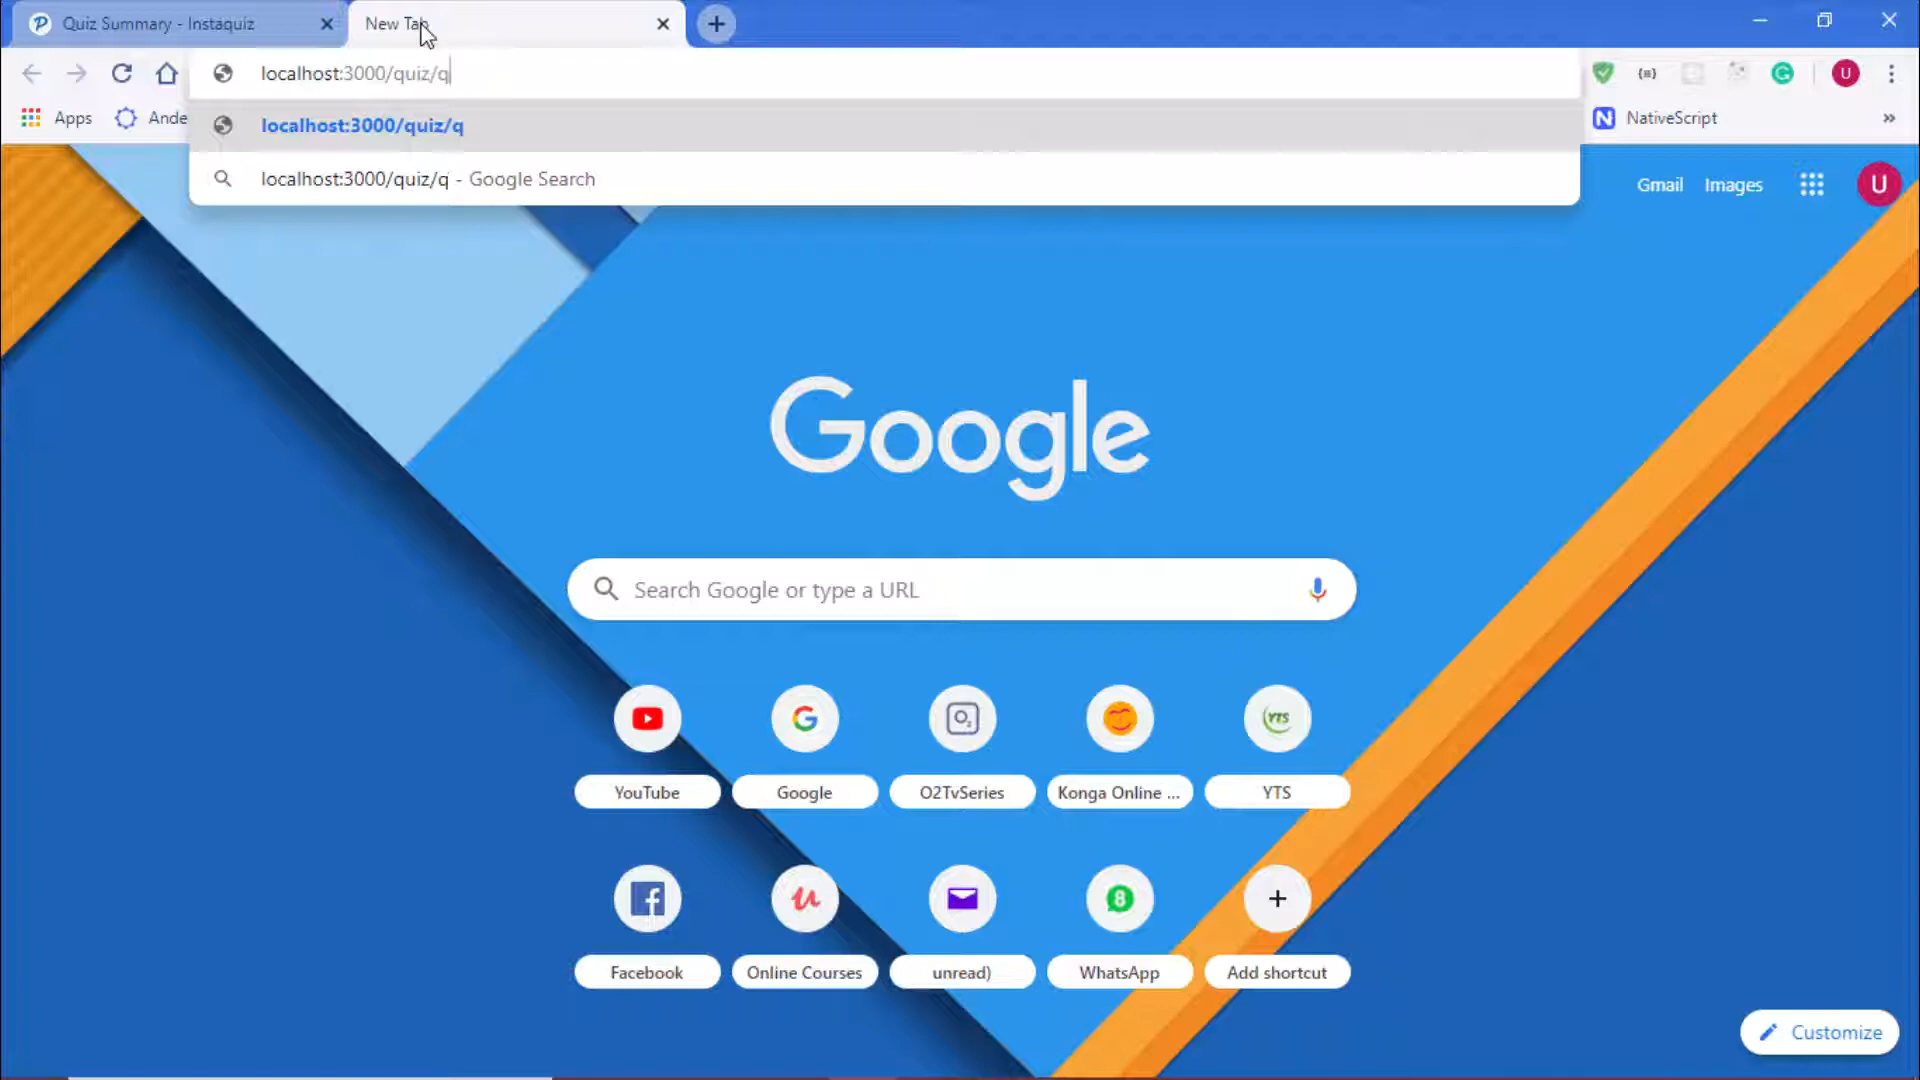 Quiz Summary - Instaquiz
New Tab
localhost:3000/quiz/q
U
Apps
Ande
localhost:3000/quiz/q
N
NativeScript
»
localhost:3000/quiz/q - Google Search
Gmail
Images
U
Google
Search Google or type a URL
YTS
YouTube
Google
O2TvSeries
Konga Online ...
YTS
Facebook
Online Courses
unread)
WhatsApp
Add shortcut
Customize